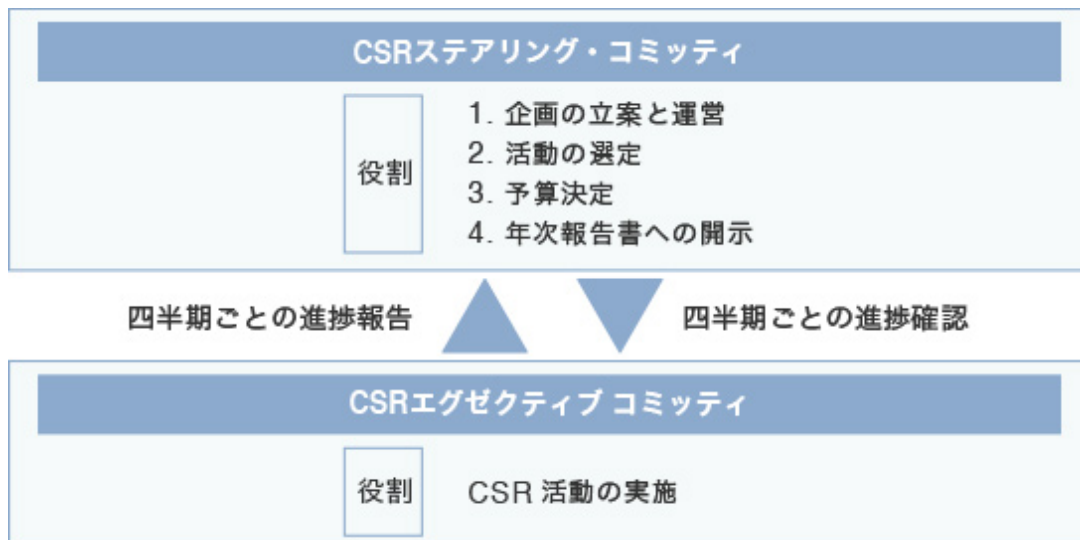 CSRステアリング・コミッティ
役割
1. 企画の立案と運営
2. 活動の選定
3. 予算決定
4. 年次報告書への開示
四半期ごとの進捗報告
四半期ごとの進捗確認
CSRエグゼクティブ コミッティ
役割
CSR 活動の実施